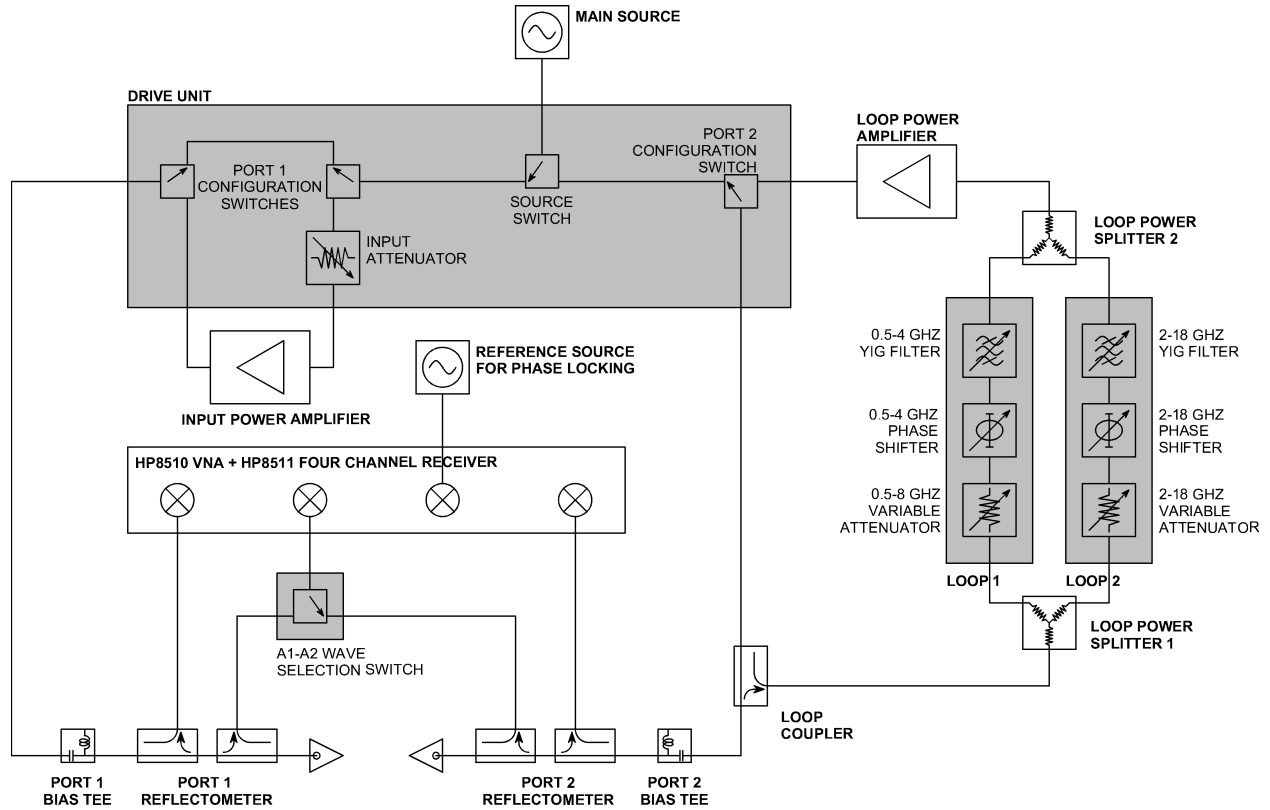 MAIN SOURCE
DRIVE UNIT
PORT 2
CONFIGURATION
SWITCH
LOOP POWER
AMPLIFIER
PORT 1
CONFIGURATION
SWITCHES
SOURCE
SWITCH
LOOP POWER
SPLITTER 2
INPUT
ATTENUATOR
0.5-4 GHZ
YIG FILTER
2-18 GHZ
YIG FILTER
REFERENCE SOURCE
FOR PHASE LOCKING
INPUT POWER AMPLIFIER
0.5-4 GHZ
PHASE
SHIFTER
2-18 GHZ
PHASE
SHIFTER
HP8510 VNA + HP8511 FOUR CHANNEL RECEIVER
0.5-8 GHZ
VARIABLE
ATTENUATOR
2-18 GHZ
VARIABLE
ATTENUATOR
LOOP 1
LOOP 2
LOOP POWER
SPLITTER 1
A1-A2 WAVE
SELECTION SWITCH
LOOP
COUPLER
PORT 1
BIAS TEE
PORT 1
REFLECTOMETER
PORT 2
REFLECTOMETER
PORT 2
BIAS TEE